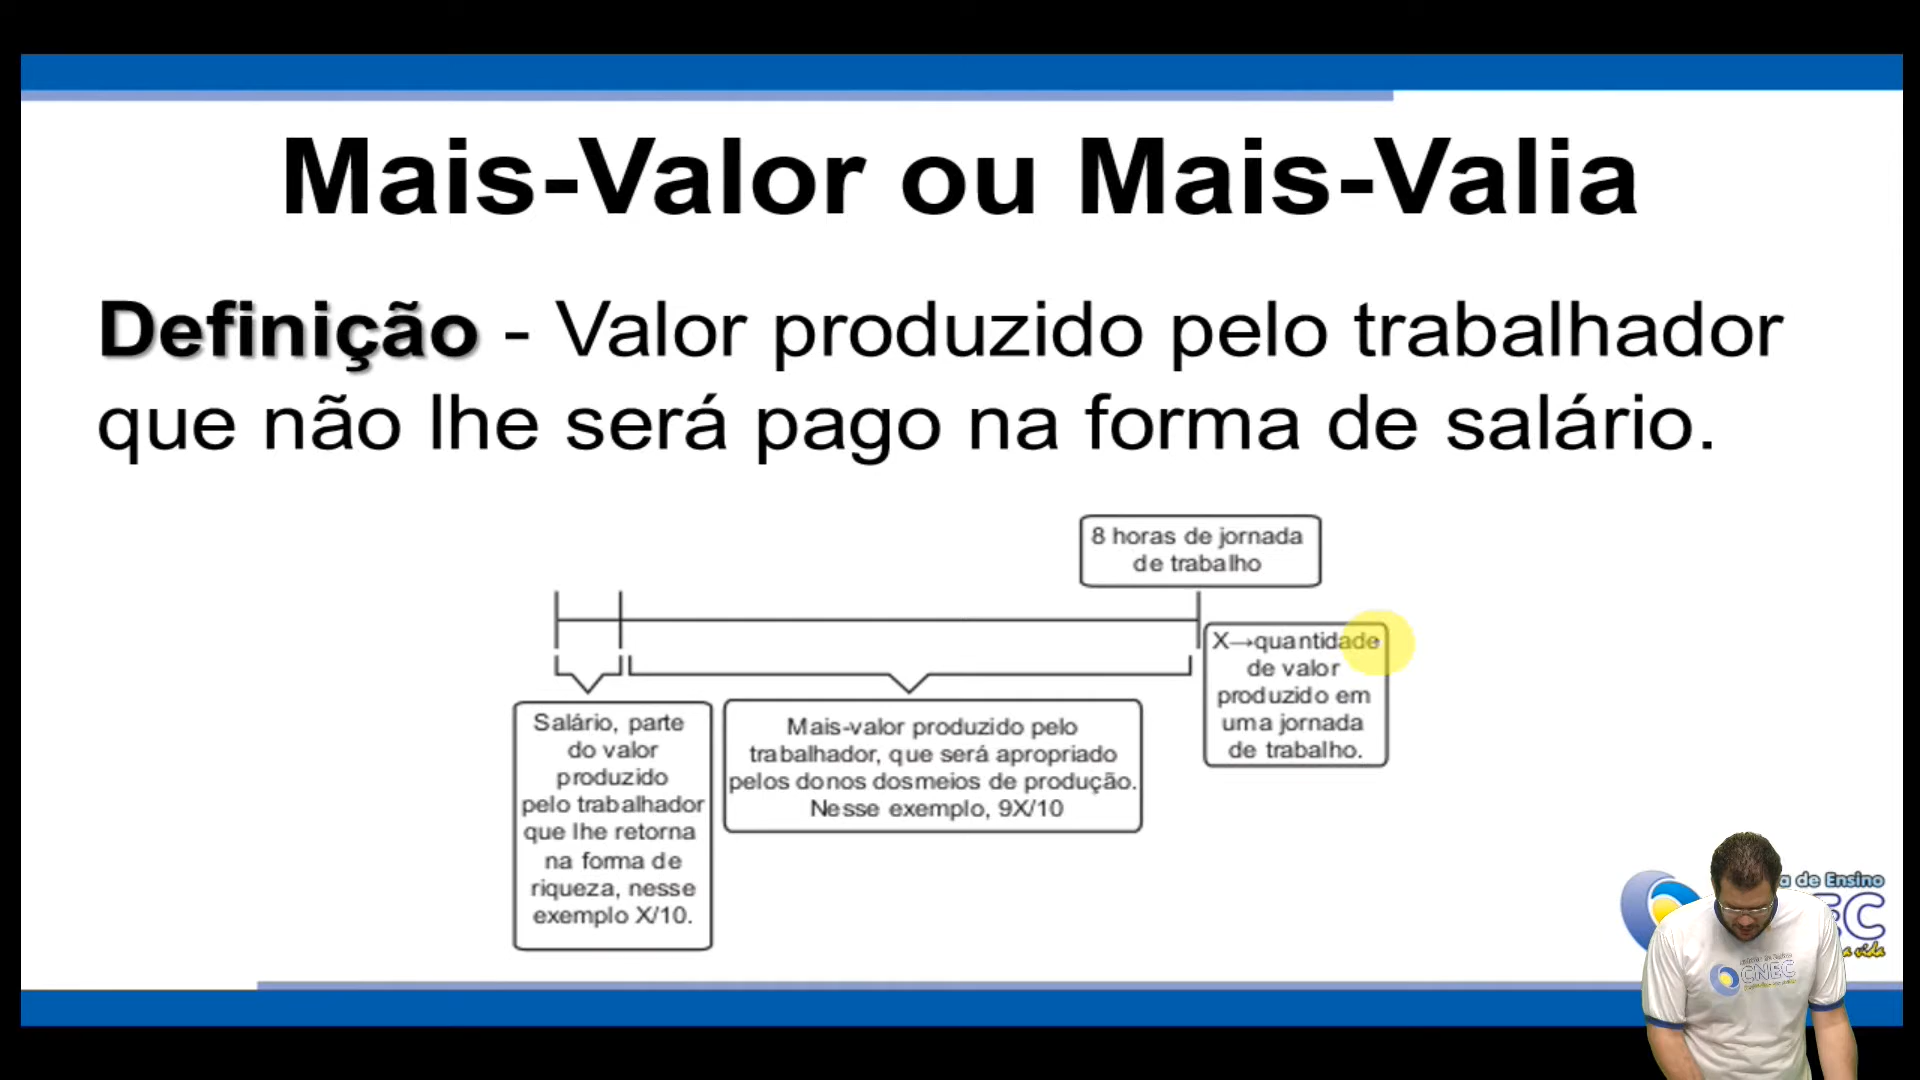 Mais-Valor ou Mais-Valia
Definição - Valor produzido pelo trabalhador
que não lhe será pago na forma de salário.
8 horas de jornada
de trabalho
X→quantidade
de valor
produzido em
uma jornada
de trabalho.
Salário, parte
do valor
produzido
pelo trabalhador
que lhe retorna
na forma de
riqueza, nesse
exemplo X/10.
Mais-valor produzido pelo
trabalhador, que será apropriado
pelos donos dosmeios de produção.
Nesse exemplo, 9X/10
de Ensino
EC
vida
CNEC